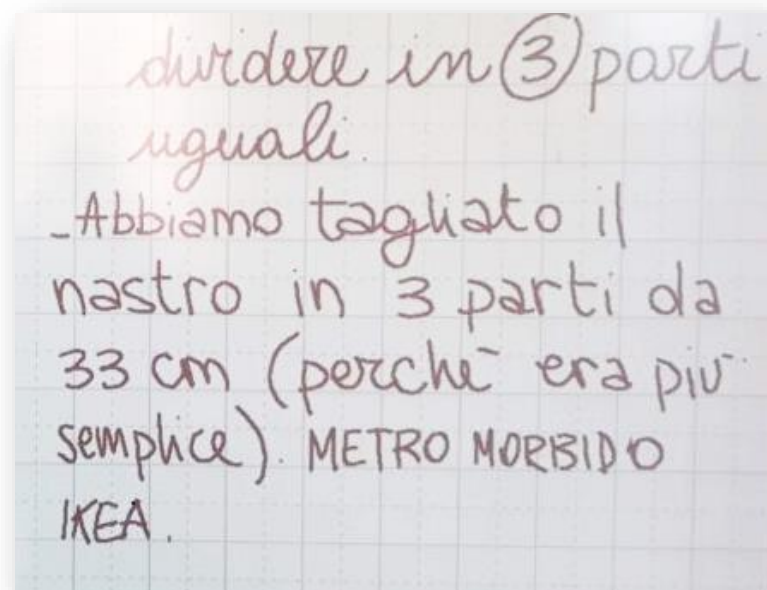 dividere in 3 parti
uguali.
- Abbiamo tagliato il
nastro in 3 parti da
33 cm (perchè era più
semplice). METRO MORBIDO
IKEA.